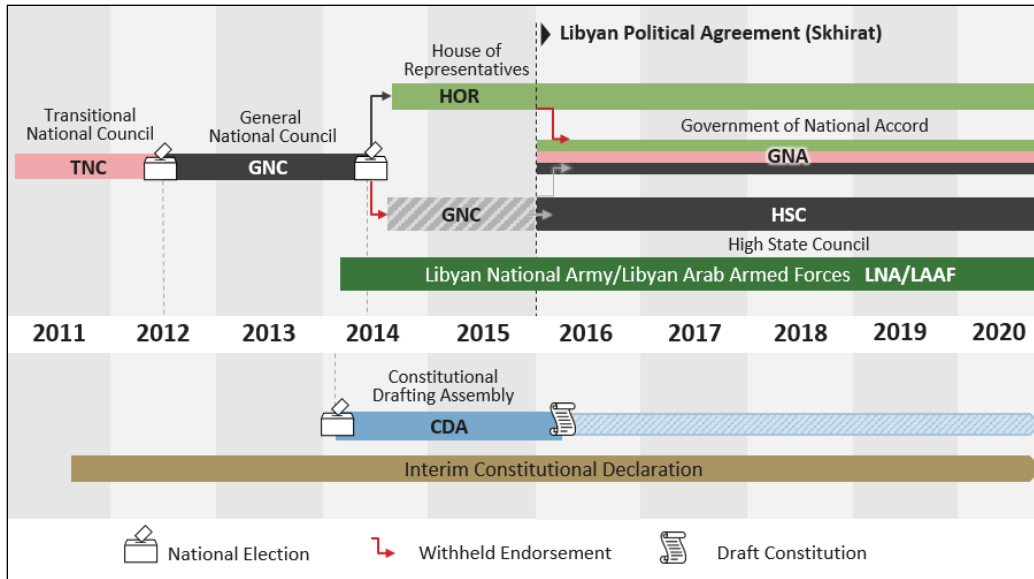 Libyan Political Agreement (Skhirat)
House of
Representatives
HOR
Transitional
National Council
General
National Council
Government of National Accord
TNC
GNC
GNA
GNC
HSC
High State Council
Libyan National Army/Libyan Arab Armed Forces LNA/LAAF
2011 2012 2013 2014 2015 2016 2017 2018 2019 2020
Constitutional
Drafting Assembly
CDA
Interim Constitutional Declaration
National Election
Withheld Endorsement
Draft Constitution